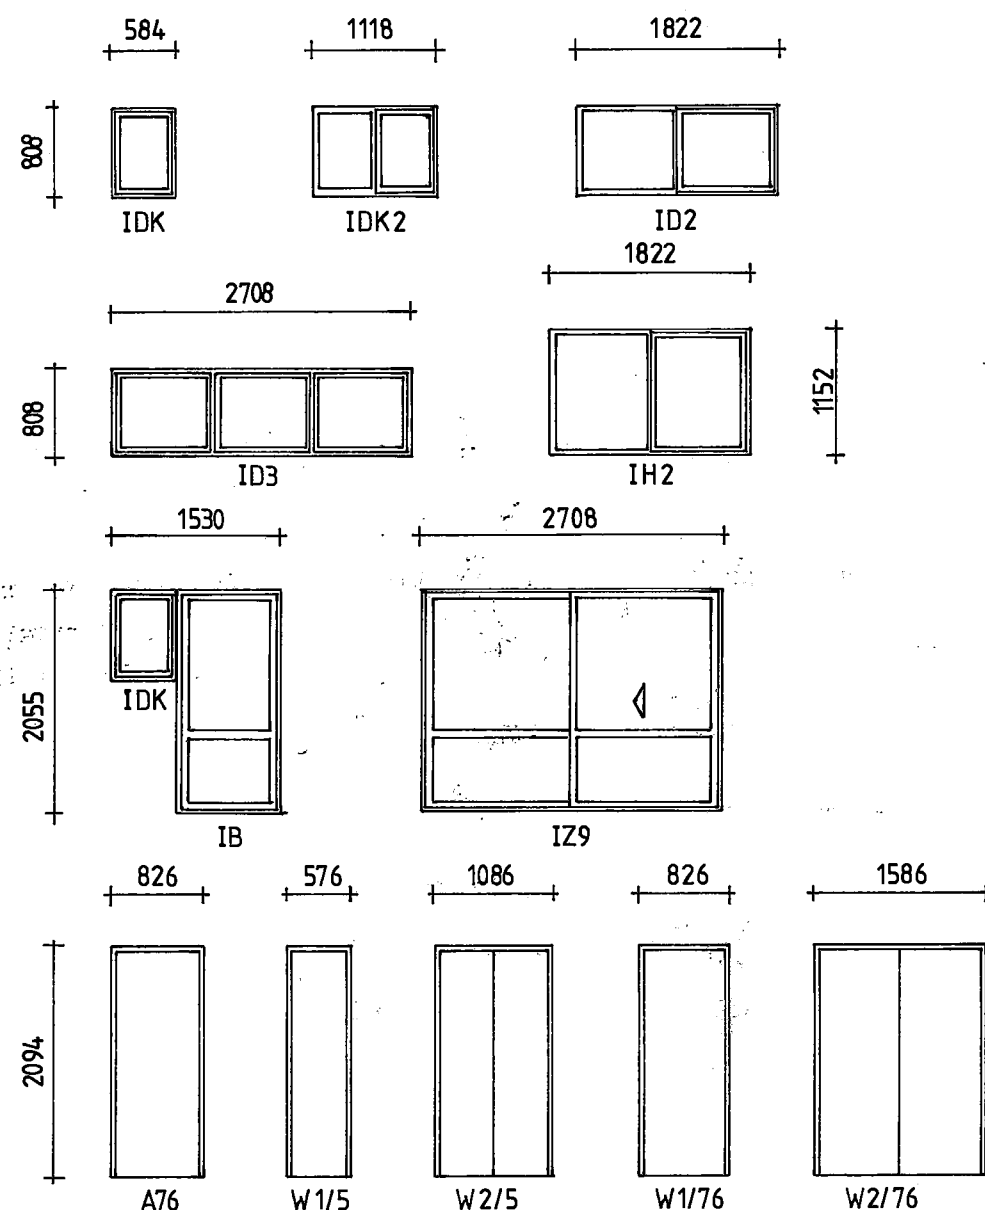 584 1118 1822
808
IDK IDK2 ID2
1822
2708
808
1152
ID3 IH2
1530 2708
2055
IDK
IB IZ9
826 576 1086 826 1586
2094
A76 W1/5 W2/5 W1/76 W2/76